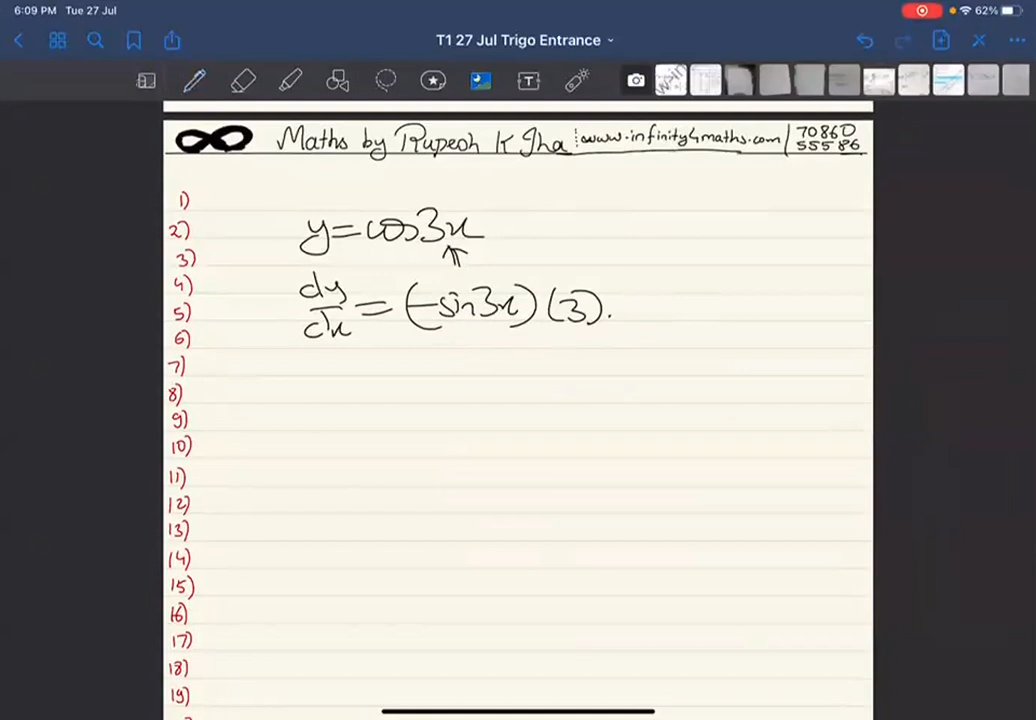 6:09 PM Tue 27 Jul 62%
T1 27 Jul Trigo Entrance
T
Maths by Rupesh K Jha www.infinity4maths.com / 70860 55586
1)
2) y=cos3x
3)
4) dy/dx = (-sin3x)(3).
5)
6)
7)
8)
9)
10)
11)
12)
13)
14)
15)
16)
17)
18)
19)